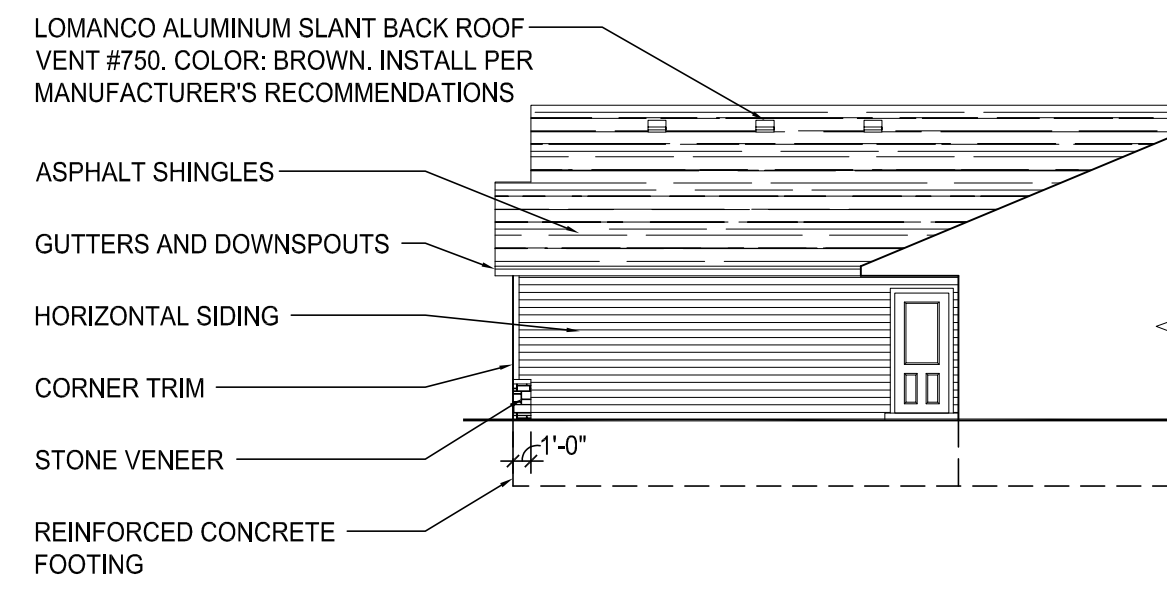 LOMANCO ALUMINUM SLANT BACK ROOF
VENT #750. COLOR: BROWN. INSTALL PER
MANUFACTURER'S RECOMMENDATIONS
ASPHALT SHINGLES
GUTTERS AND DOWNSPOUTS
HORIZONTAL SIDING
CORNER TRIM
STONE VENEER
1'-0"
REINFORCED CONCRETE
FOOTING